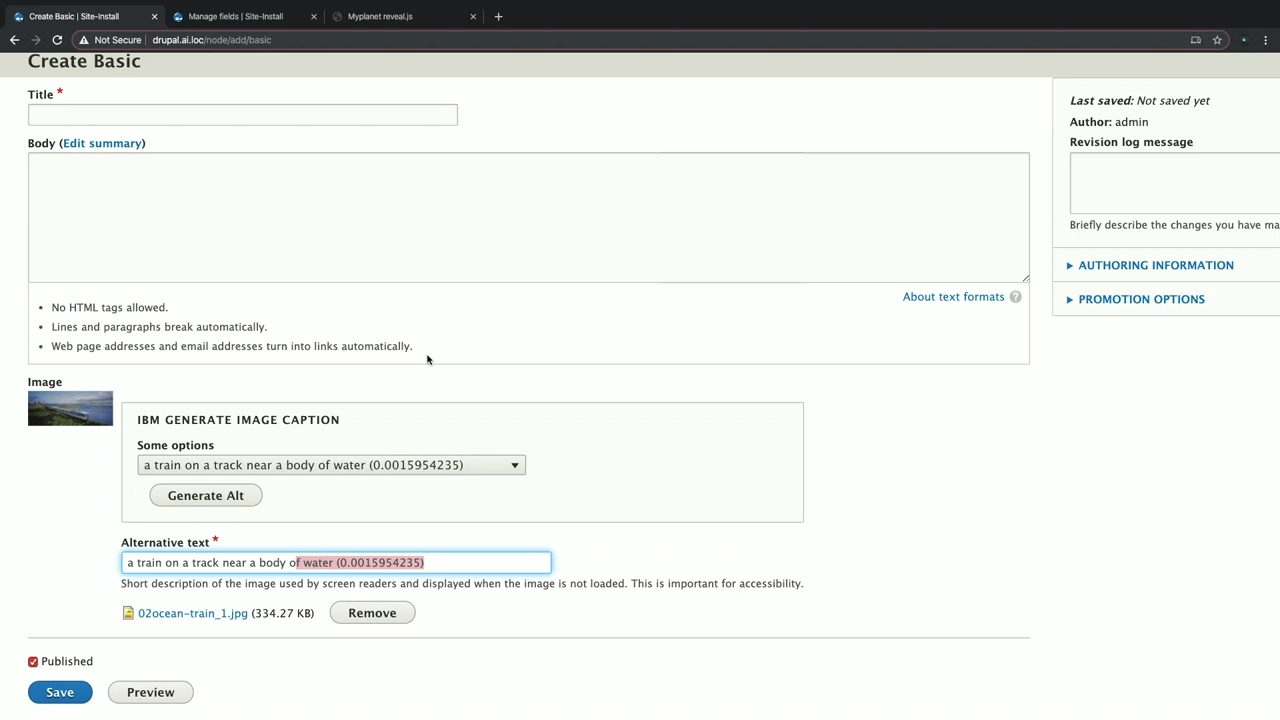 Create Basic | Site-Install
Manage fields | Site-Install
Myplanet reveal.js
Not Secure | drupal.ai.loc/node/add/basic
Create Basic
Title *
Body (Edit summary)
About text formats ?
No HTML tags allowed.
Lines and paragraphs break automatically.
Web page addresses and email addresses turn into links automatically.
Image
IBM GENERATE IMAGE CAPTION
Some options
a train on a track near a body of water (0.0015954235)
Generate Alt
Alternative text *
a train on a track near a body of water (0.0015954235)
Short description of the image used by screen readers and displayed when the image is not loaded. This is important for accessibility.
02ocean-train_1.jpg (334.27 KB)
Remove
Published
Save
Preview
Last saved: Not saved yet
Author: admin
Revision log message
Briefly describe the changes you have ma
AUTHORING INFORMATION
PROMOTION OPTIONS